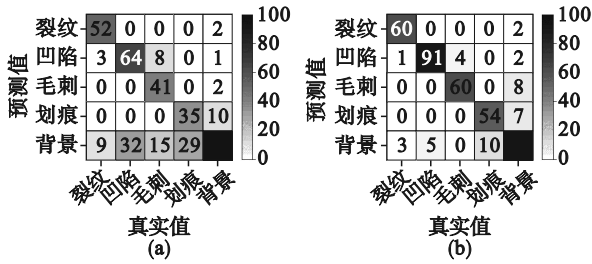 裂纹 52 0 0 0 2
凹陷 3 64 8 0 1
毛刺 0 0 41 0 2
划痕 0 0 0 35 10
背景 9 32 15 29
预测值
裂纹 凹陷 毛刺 划痕 背景
真实值
100
80
60
40
20
0
(a)
裂纹 60 0 0 0 2
凹陷 1 91 4 0 2
毛刺 0 0 60 0 8
划痕 0 0 0 54 7
背景 3 5 0 10
预测值
裂纹 凹陷 毛刺 划痕 背景
真实值
100
80
60
40
20
0
(b)